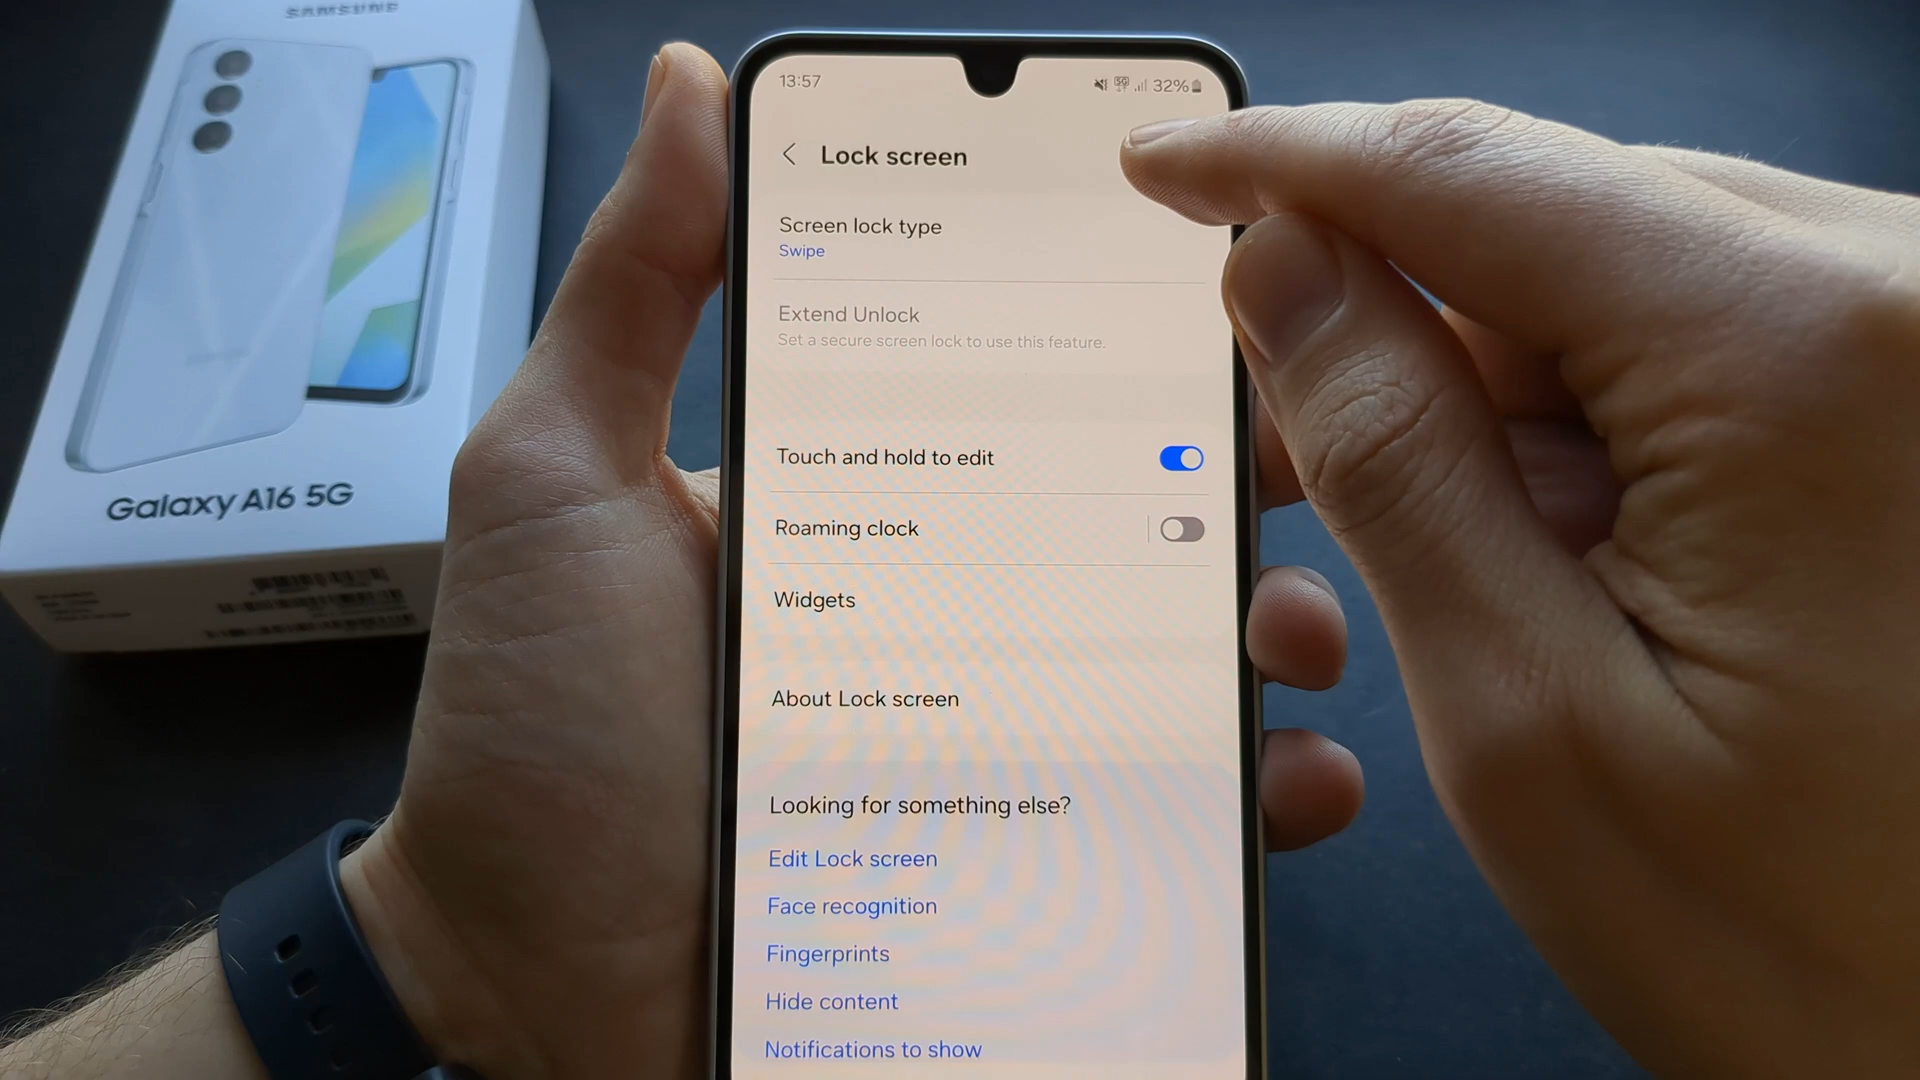 SAMSUNG
Galaxy A16 5G
13:57
5G
32%
Lock screen
Screen lock type
Swipe
Extend Unlock
Set a secure screen lock to use this feature.
Touch and hold to edit
Roaming clock
Widgets
About Lock screen
Looking for something else?
Edit Lock screen
Face recognition
Fingerprints
Hide content
Notifications to show